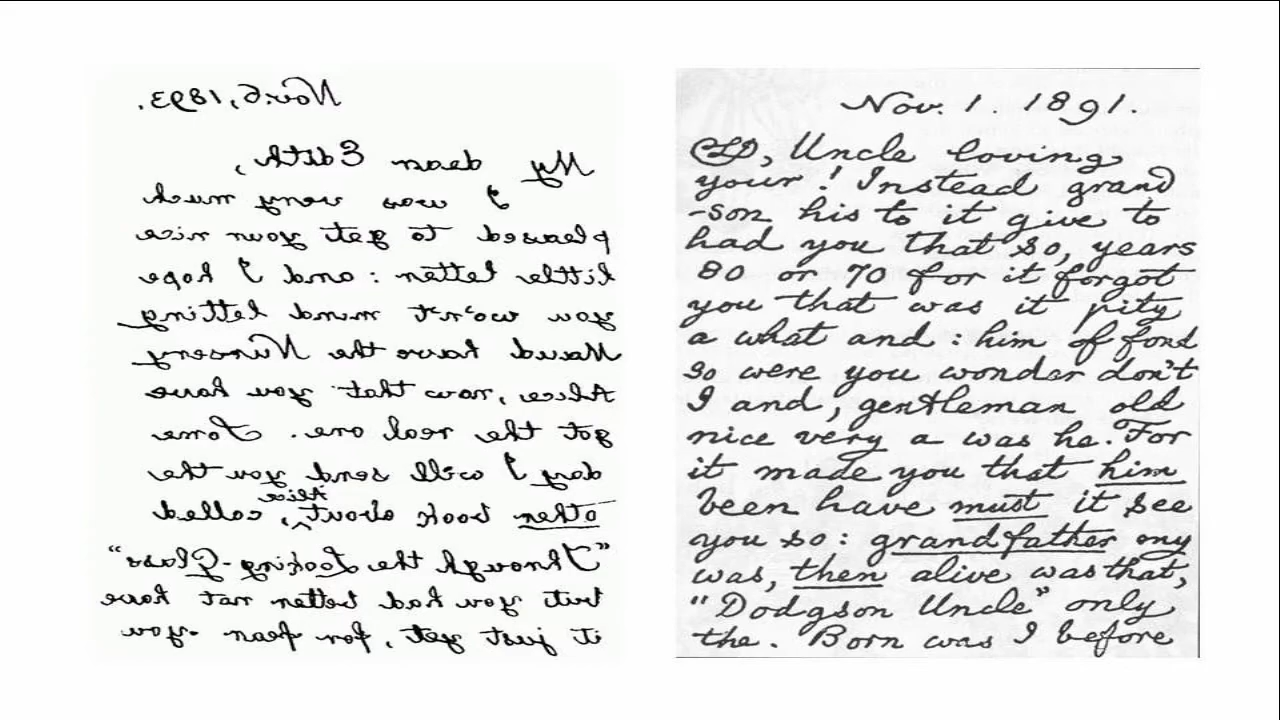 Nov. 6, 1893.
My dear Edith,
I was very much
pleased to get your nice
little letter: and I hope
you won't mind letting
Maud have the Nursery
Alice, now that you have
got the real one. Some
day I will send you the
other book about Alice, called
"Through the Looking-Glass"
but you had better not have
it just yet, for fear you
Nov. 1. 1891.
CLD, Uncle loving
your! Instead grand
-son his to it give to
had you that so, years
80 or 70 for it forgot
you that was it pity
a what and: him of fond
so were you wonder don't
I and, gentleman old
nice very a was he. For
it made you that him
been have must it see
you so: grandfather my
was, then alive was that,
"Dodgson Uncle" only
the. Born was I before